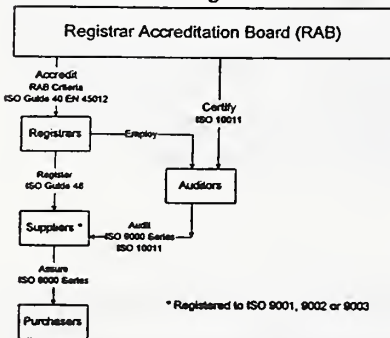 Registrar Accreditation Board (RAB)
Accredit
RAB Criteria
ISO Guide 40 EN 45012
Certify
ISO 10011
Registrars
Employ
Auditors
Register
ISO Guide 48
Suppliers *
Audit
ISO 9000 Series
ISO 10011
Assure
ISO 9000 Series
* Registered to ISO 9001, 9002 or 9003
Purchasers